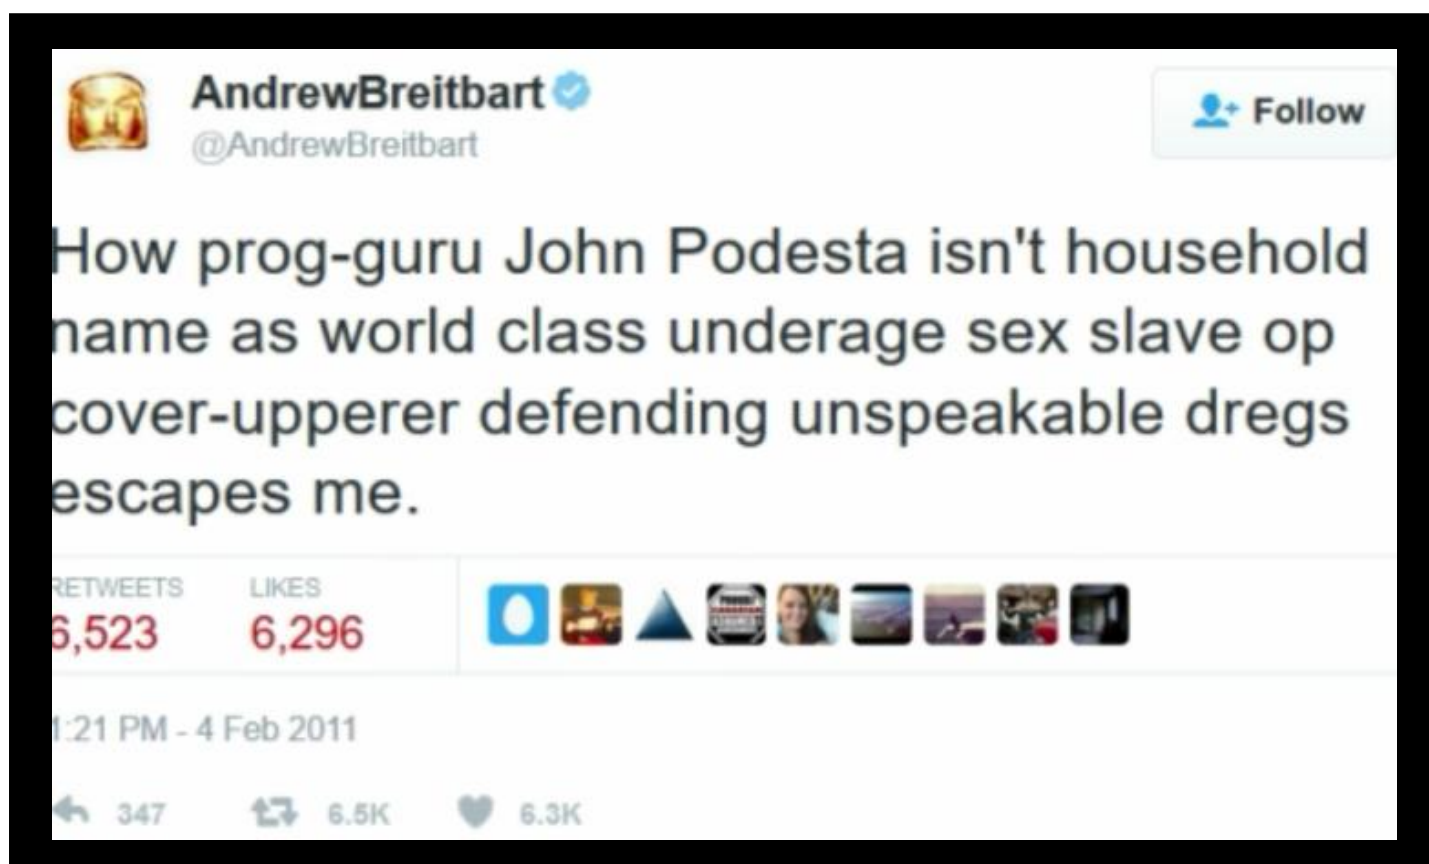 AndrewBreitbart
@AndrewBreitbart
Follow
How prog-guru John Podesta isn't household
name as world class underage sex slave op
cover-upperer defending unspeakable dregs
escapes me.
RETWEETS LIKES
6,523 6,296
1:21 PM - 4 Feb 2011
347 6.5K 6.3K